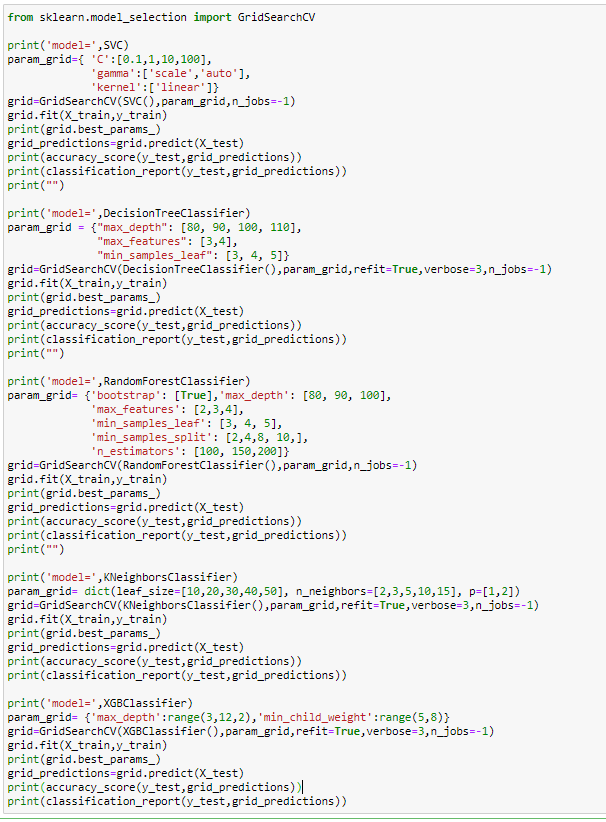 from sklearn.model_selection import GridSearchCV
print('model=',SVC)
param_grid={ 'C':[0.1,1,10,100],
'gamma':['scale','auto'],
'kernel':['linear']}
grid=GridSearchCV(SVC(),param_grid,n_jobs=-1)
grid.fit(X_train,y_train)
print(grid.best_params_)
grid_predictions=grid.predict(X_test)
print(accuracy_score(y_test,grid_predictions))
print(classification_report(y_test,grid_predictions))
print("")
print('model=',DecisionTreeClassifier)
param_grid = {"max_depth": [80, 90, 100, 110],
"max_features": [3,4],
"min_samples_leaf": [3, 4, 5]}
grid=GridSearchCV(DecisionTreeClassifier(),param_grid,refit=True,verbose=3,n_jobs=-1)
grid.fit(X_train,y_train)
print(grid.best_params_)
grid_predictions=grid.predict(X_test)
print(accuracy_score(y_test,grid_predictions))
print(classification_report(y_test,grid_predictions))
print("")
print('model=',RandomForestClassifier)
param_grid= {'bootstrap': [True],'max_depth': [80, 90, 100],
'max_features': [2,3,4],
'min_samples_leaf': [3, 4, 5],
'min_samples_split': [2,4,8, 10,],
'n_estimators': [100, 150,200]}
grid=GridSearchCV(RandomForestClassifier(),param_grid,n_jobs=-1)
grid.fit(X_train,y_train)
print(grid.best_params_)
grid_predictions=grid.predict(X_test)
print(accuracy_score(y_test,grid_predictions))
print(classification_report(y_test,grid_predictions))
print("")
print('model=',KNeighborsClassifier)
param_grid= dict(leaf_size=[10,20,30,40,50], n_neighbors=[2,3,5,10,15], p=[1,2])
grid=GridSearchCV(KNeighborsClassifier(),param_grid,refit=True,verbose=3,n_jobs=-1)
grid.fit(X_train,y_train)
print(grid.best_params_)
grid_predictions=grid.predict(X_test)
print(accuracy_score(y_test,grid_predictions))
print(classification_report(y_test,grid_predictions))
print('model=',XGBClassifier)
param_grid= {'max_depth':range(3,12,2),'min_child_weight':range(5,8)}
grid=GridSearchCV(XGBClassifier(),param_grid,refit=True,verbose=3,n_jobs=-1)
grid.fit(X_train,y_train)
print(grid.best_params_)
grid_predictions=grid.predict(X_test)
print(accuracy_score(y_test,grid_predictions))
print(classification_report(y_test,grid_predictions))